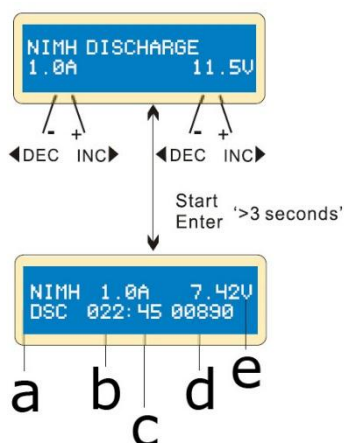 NIMH DISCHARGE
1.0A 11.5V
- + - +
◀DEC INC▶ ◀DEC INC▶
Start
Enter '>3 seconds'
NIMH 1.0A 7.42V
DSC 022:45 00890
a b c d e